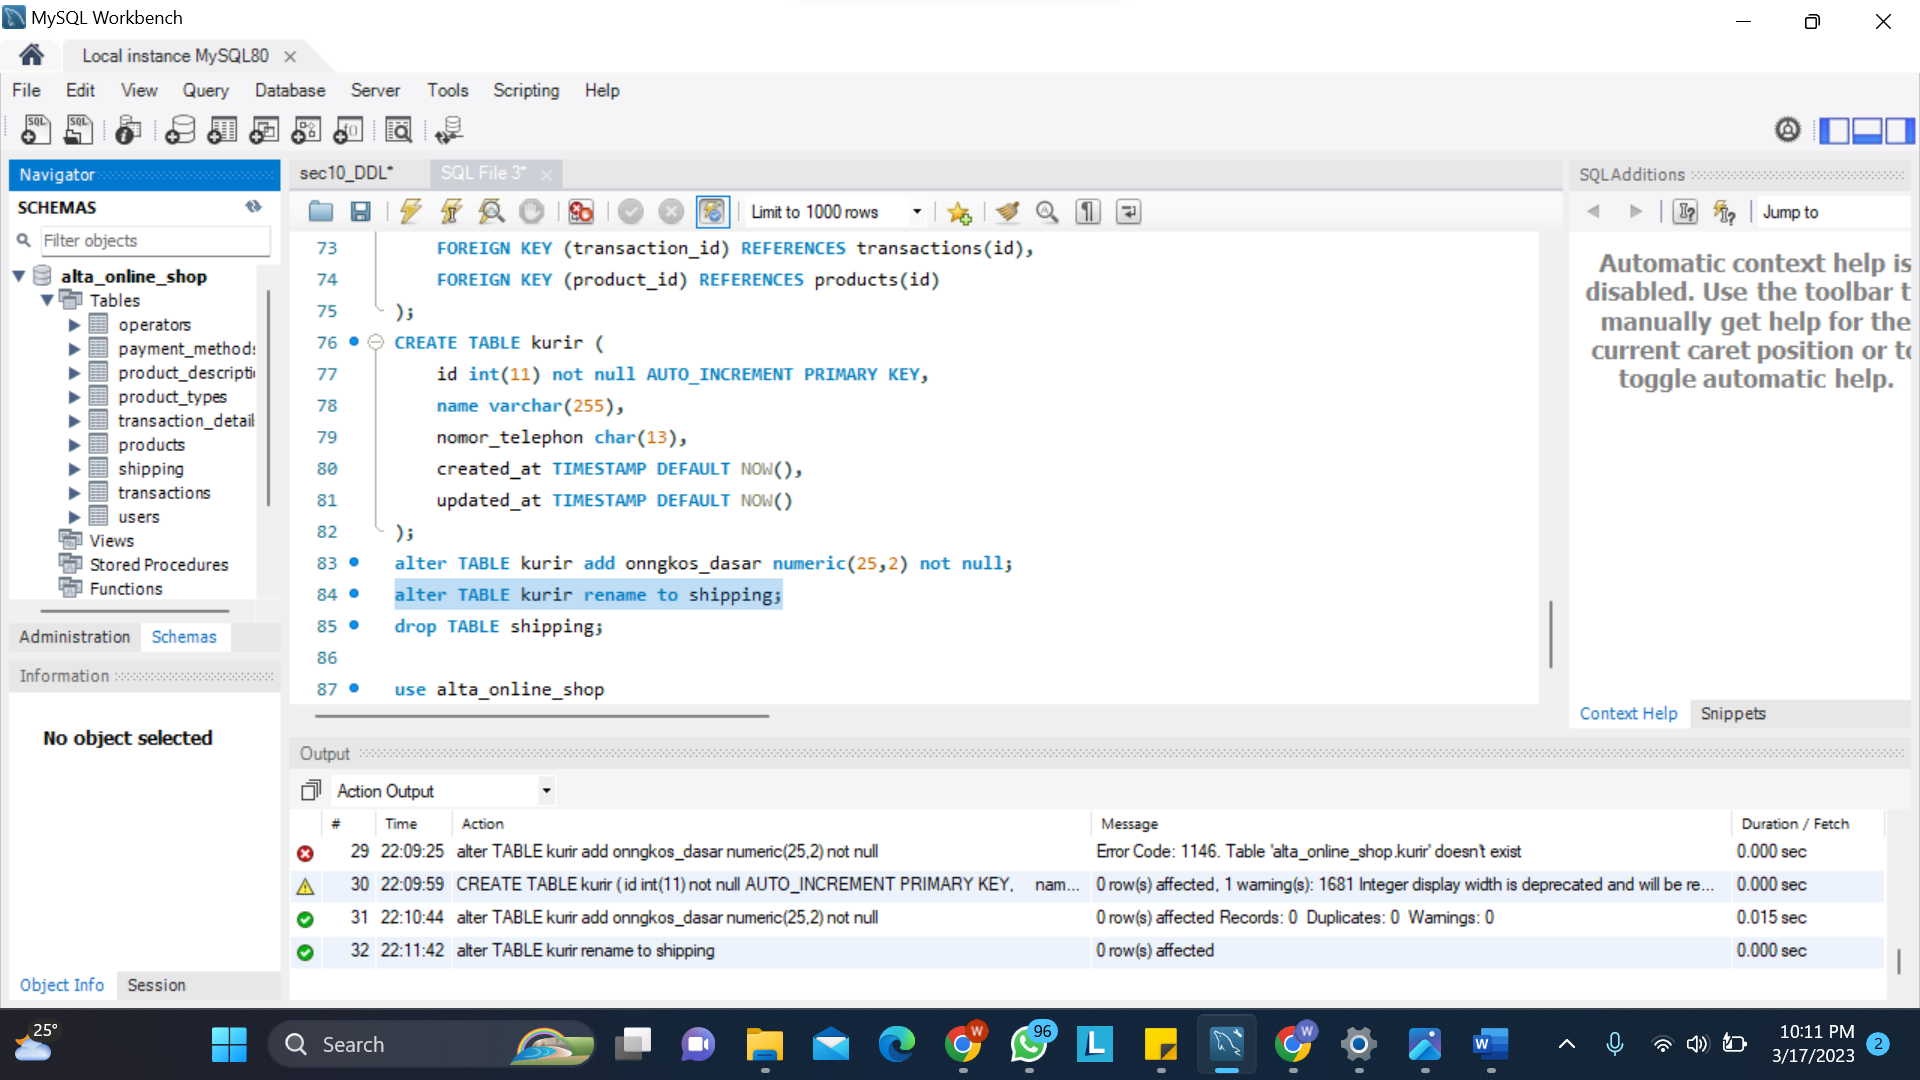 MySQL Workbench
Local instance MySQL80
File Edit View Query Database Server Tools Scripting Help
SQL SQL
Navigator
SCHEMAS
Filter objects
alta_online_shop
Tables
operators
payment_methods
product_descripti
product_types
transaction_detail
products
shipping
transactions
users
Views
Stored Procedures
Functions
Administration Schemas
Information
No object selected
Object Info Session
sec10_DDL* SQL File 3*
Limit to 1000 rows
73 FOREIGN KEY (transaction_id) REFERENCES transactions(id),
74 FOREIGN KEY (product_id) REFERENCES products(id)
75 );
76 CREATE TABLE kurir (
77 id int(11) not null AUTO_INCREMENT PRIMARY KEY,
78 name varchar(255),
79 nomor_telephon char(13),
80 created_at TIMESTAMP DEFAULT NOW(),
81 updated_at TIMESTAMP DEFAULT NOW()
82 );
83 alter TABLE kurir add onngkos_dasar numeric(25,2) not null;
84 alter TABLE kurir rename to shipping;
85 drop TABLE shipping;
86
87 use alta_online_shop
SQLAdditions
Jump to
Automatic context help is
disabled. Use the toolbar t
manually get help for the
current caret position or to
toggle automatic help.
Context Help Snippets
Output
Action Output
# Time Action Message Duration / Fetch
29 22:09:25 alter TABLE kurir add onngkos_dasar numeric(25,2) not null Error Code: 1146. Table 'alta_online_shop.kurir' doesn't exist 0.000 sec
30 22:09:59 CREATE TABLE kurir ( id int(11) not null AUTO_INCREMENT PRIMARY KEY, nam... 0 row(s) affected, 1 warning(s): 1681 Integer display width is deprecated and will be re... 0.000 sec
31 22:10:44 alter TABLE kurir add onngkos_dasar numeric(25,2) not null 0 row(s) affected Records: 0 Duplicates: 0 Warnings: 0 0.015 sec
32 22:11:42 alter TABLE kurir rename to shipping 0 row(s) affected 0.000 sec
25°
Search
W
96
L
W
W
10:11 PM
3/17/2023
2